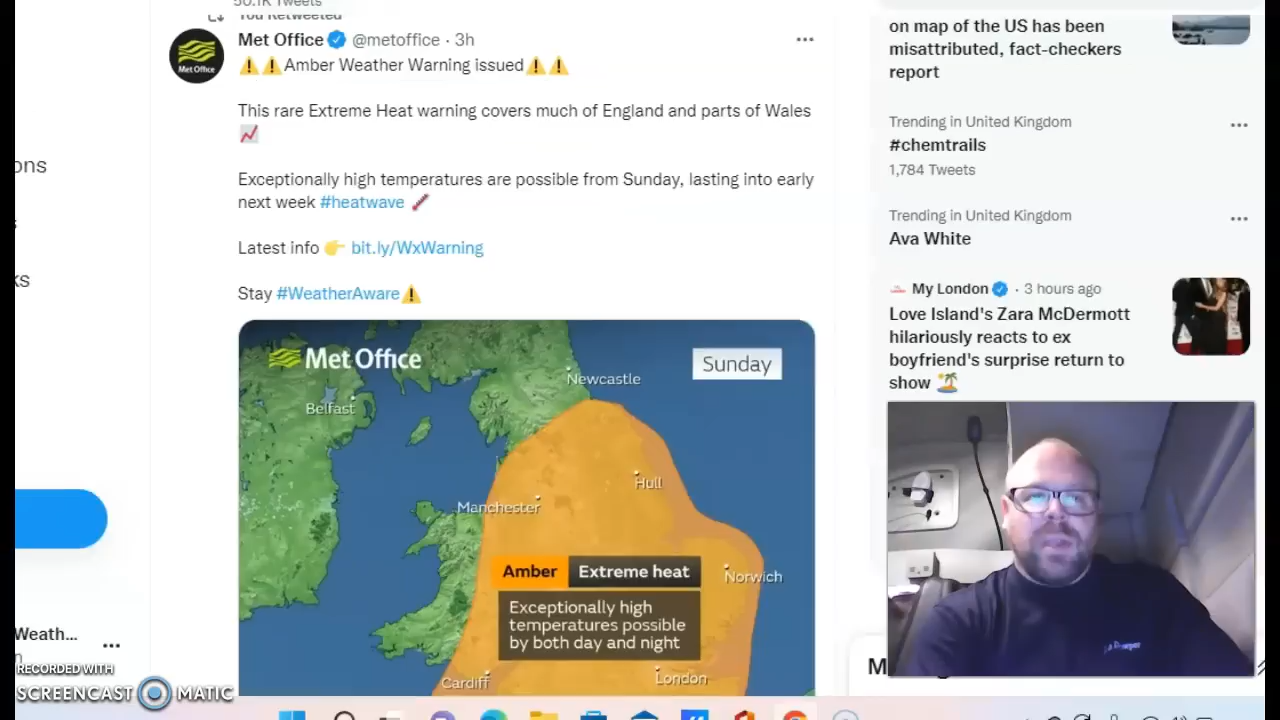 50.1K Tweets
You Retweeted
Met Office @metoffice · 3h
⚠️⚠️Amber Weather Warning issued⚠️⚠️
This rare Extreme Heat warning covers much of England and parts of Wales
📈
Exceptionally high temperatures are possible from Sunday, lasting into early
next week #heatwave 🌡️
Latest info 👉 bit.ly/WxWarning
Stay #WeatherAware⚠️
Met Office
Met Office
Sunday
Newcastle
Belfast
Hull
Manchester
Amber Extreme heat
Norwich
Exceptionally high
temperatures possible
by both day and night
Cardiff
London
ons
s
ks
Weath...
RECORDED WITH
SCREENCAST MATIC
on map of the US has been
misattributed, fact-checkers
report
Trending in United Kingdom
#chemtrails
1,784 Tweets
Trending in United Kingdom
Ava White
My London · 3 hours ago
Love Island's Zara McDermott
hilariously reacts to ex
boyfriend's surprise return to
show 🏝️
M